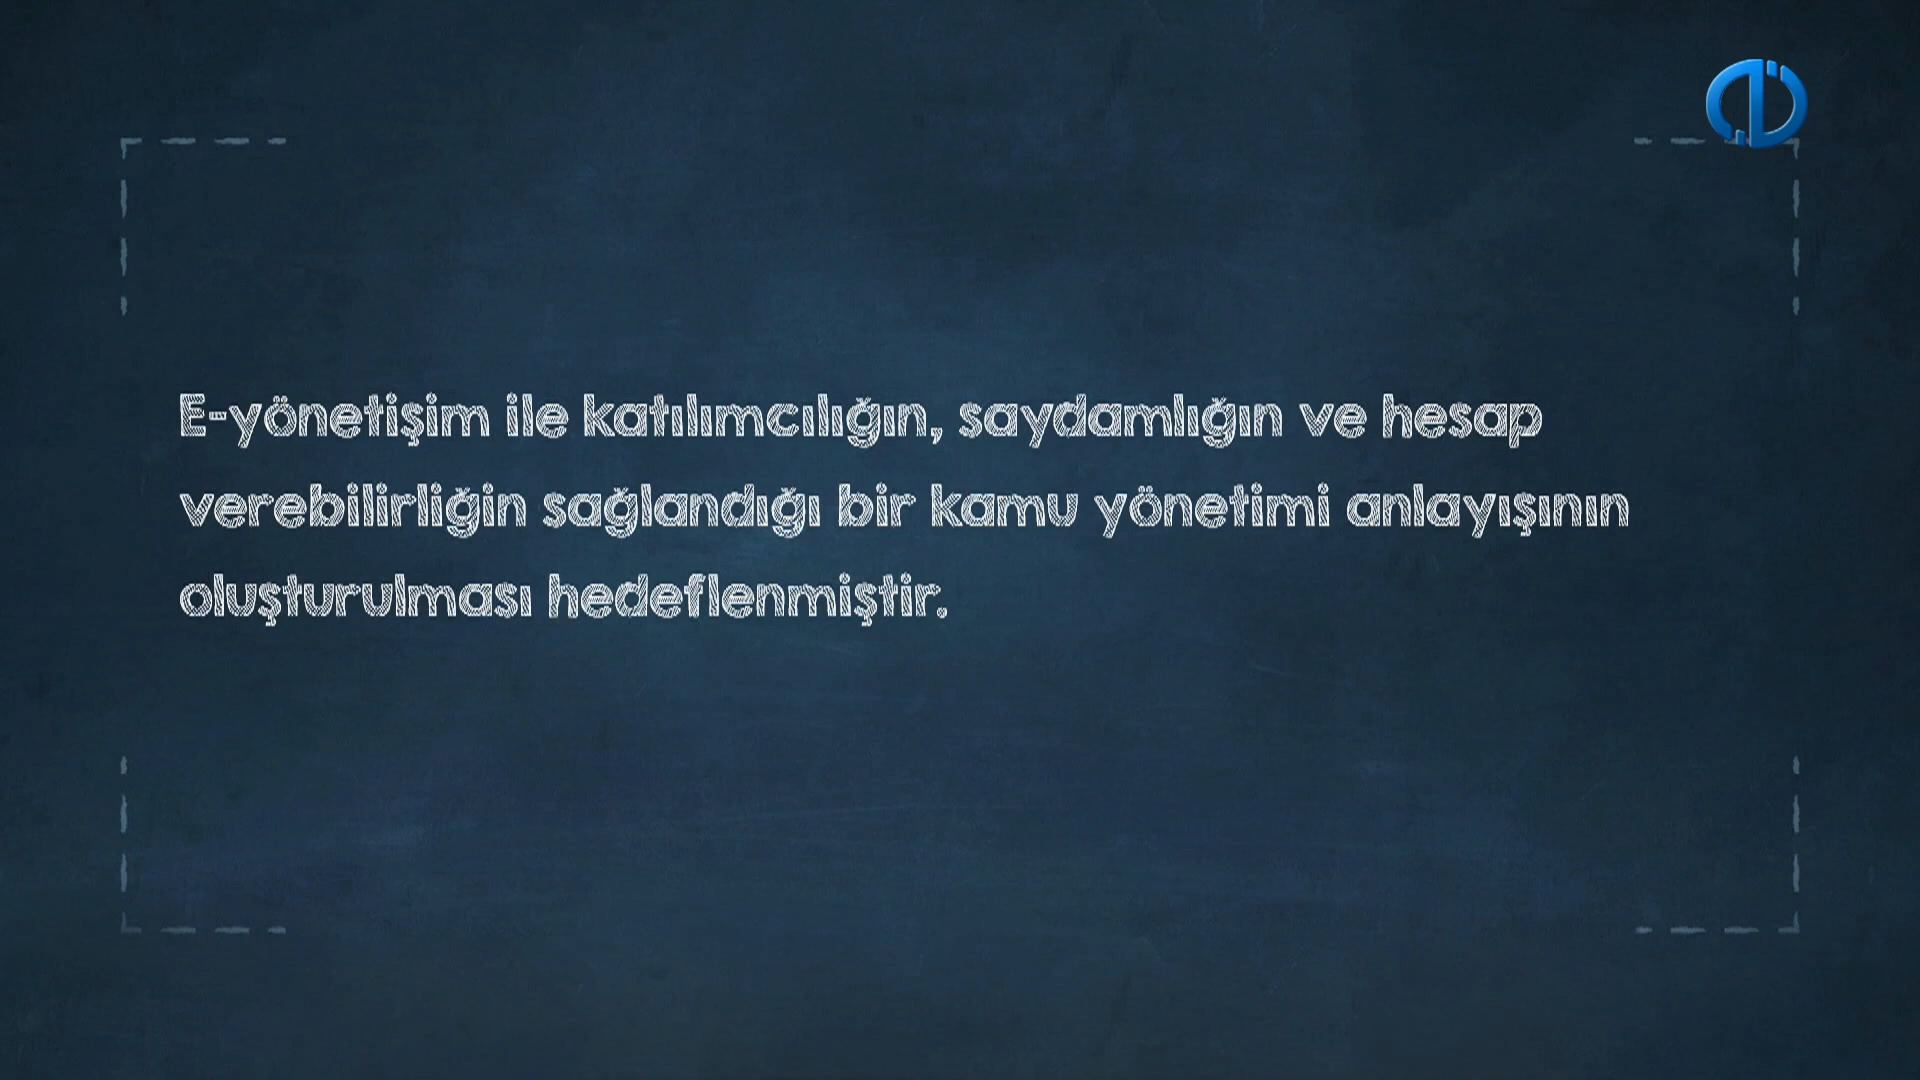 E-yönetişim ile katılımcılığın, saydamlığın ve hesap
verebilirliğin sağlandığı bir kamu yönetimi anlayışının
oluşturulması hedeflenmiştir.